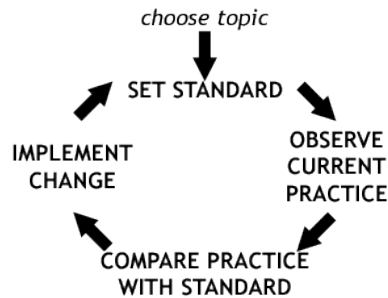 choose topic
SET STANDARD
OBSERVE
CURRENT
PRACTICE
COMPARE PRACTICE
WITH STANDARD
IMPLEMENT
CHANGE